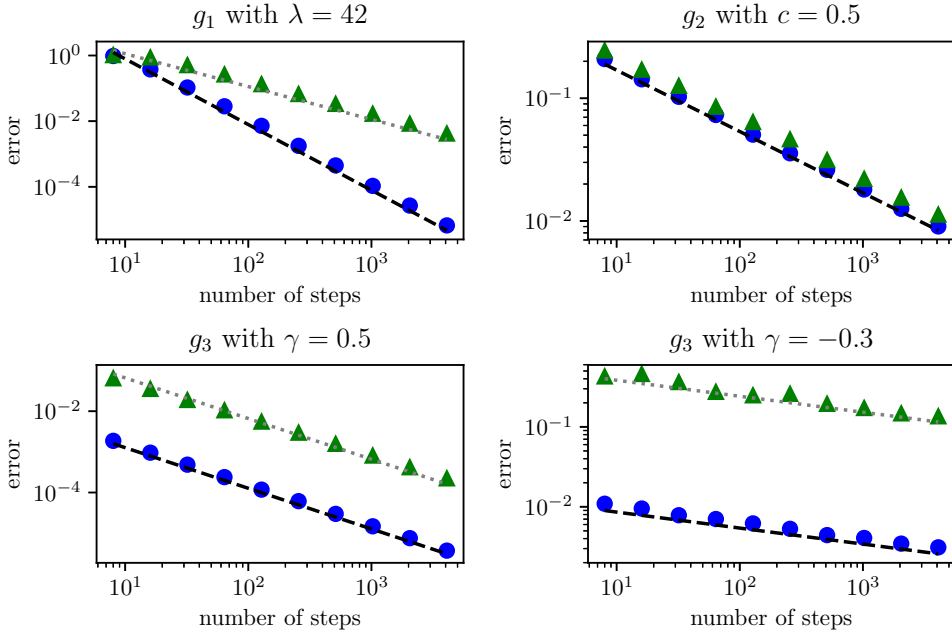 g₁ with λ = 42
g₂ with c = 0.5
10⁰
10⁻²
10⁻⁴
error
10¹
10²
10³
number of steps
10⁻¹
10⁻²
error
10¹
10²
10³
number of steps
g₃ with γ = 0.5
g₃ with γ = −0.3
10⁻²
10⁻⁴
error
10¹
10²
10³
number of steps
10⁻¹
10⁻²
error
10¹
10²
10³
number of steps